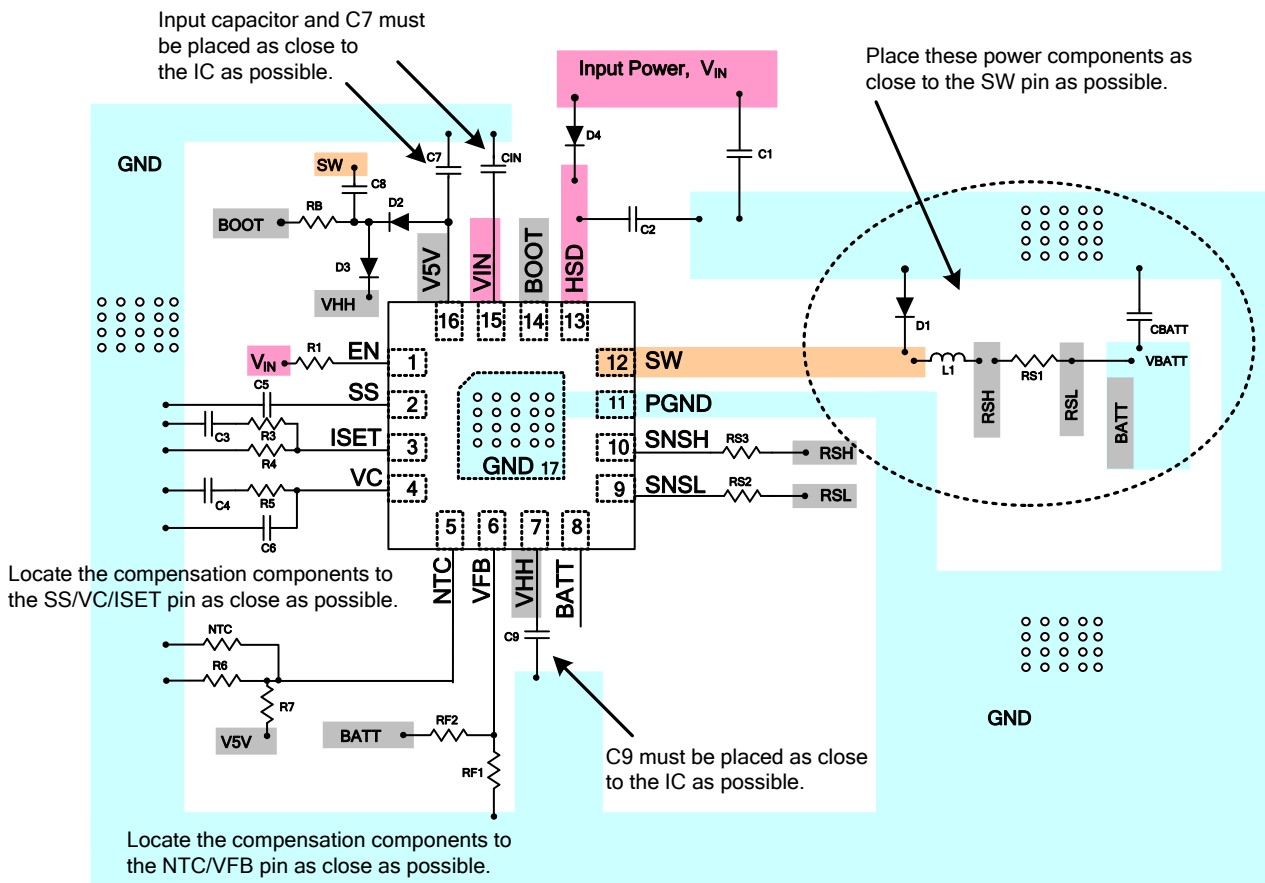 Input capacitor and C7 must
be placed as close to
the IC as possible.
Input Power, VIN
Place these power components as
close to the SW pin as possible.
GND
SW
C8
C7
CIN
D4
C1
BOOT
RB
D2
C2
D3
VHH
V5V
VIN
BOOT
HSD
16
15
14
13
D1
CBATT
VIN
R1
EN
1
12
SW
L1
RSH
RS1
RSL
VBATT
BATT
C5
SS
2
11
PGND
C3
R3
R4
ISET
3
10
SNSH
RS3
RSH
GND 17
VC
4
9
SNSL
RS2
RSL
C4
R5
C6
5
6
7
8
NTC
VFB
VHH
BATT
Locate the compensation components to
the SS/VC/ISET pin as close as possible.
NTC
R6
R7
V5V
C9
BATT
RF2
RF1
GND
C9 must be placed as close
to the IC as possible.
Locate the compensation components to
the NTC/VFB pin as close as possible.